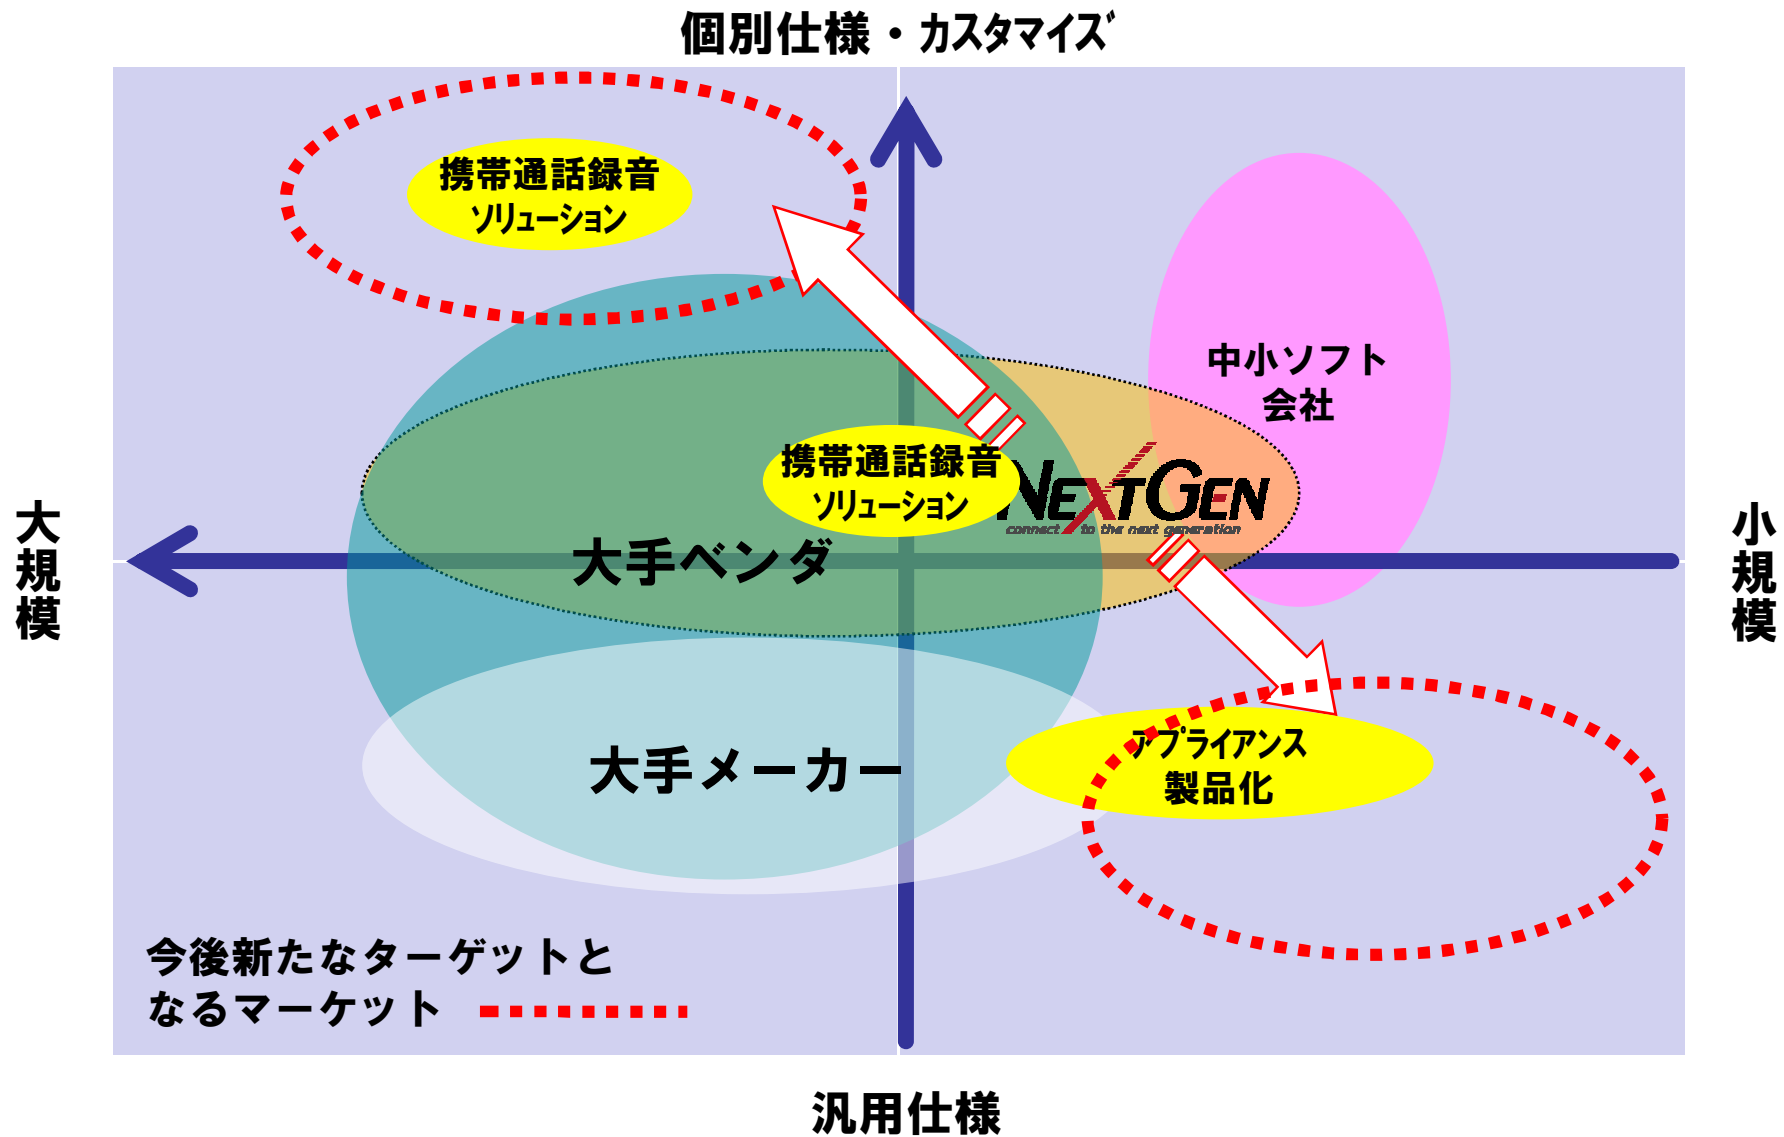 個別仕様・ｶｽﾀﾏｲｽﾞ
携帯通話録音
ｿﾘｭｰｼｮﾝ
中小ソフト
会社
携帯通話録音
ｿﾘｭｰｼｮﾝ
NEXTGEN
connect to the next generation
大規模
小規模
大手ベンダ
大手メーカー
ｱﾌﾟﾗｲｱﾝｽ
製品化
今後新たなターゲットと
なるマーケット
汎用仕様